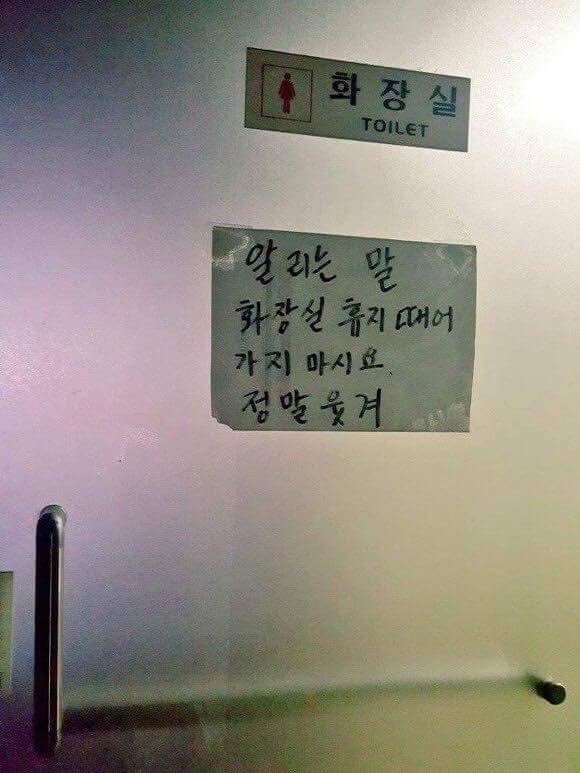 화장실
TOILET
알리는 말
화장실 휴지 떼어
가지 마시요.
정말 웃겨